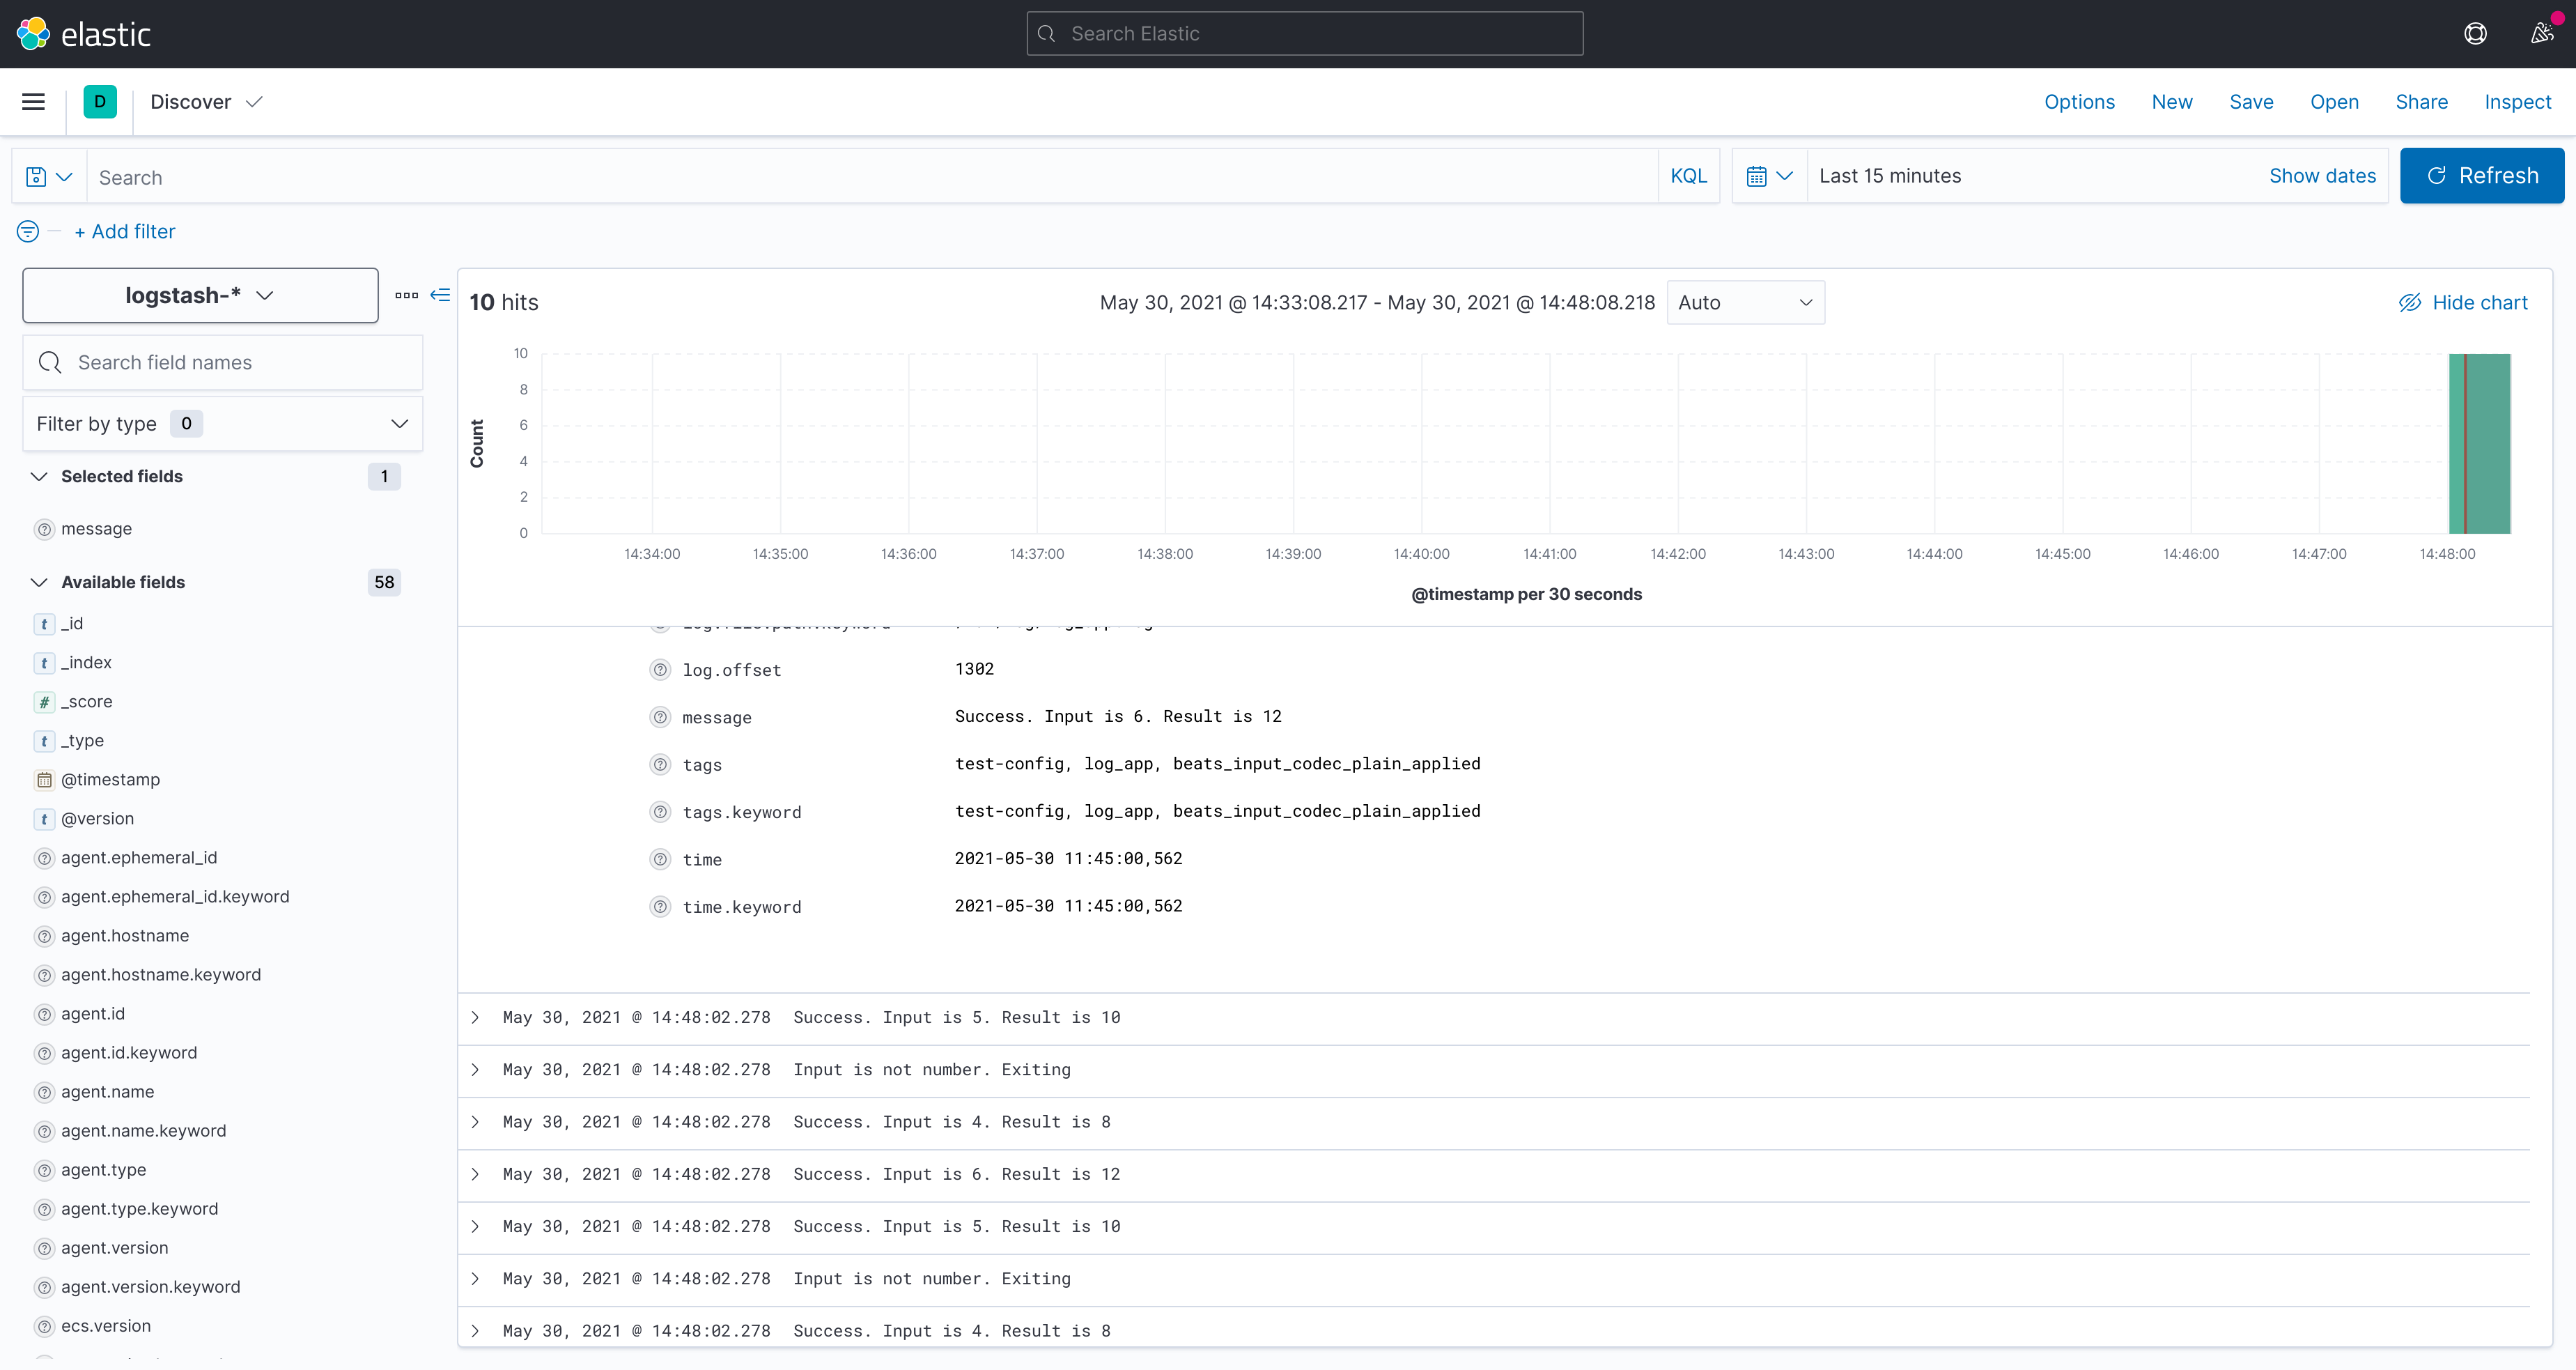 elastic
Search Elastic
D
Discover
Options New Save Open Share Inspect
Search
KQL
Last 15 minutes
Show dates
Refresh
+ Add filter
logstash-*
Search field names
Filter by type 0
Selected fields 1
message
Available fields 58
t _id
t _index
# _score
t _type
@timestamp
t @version
agent.ephemeral_id
agent.ephemeral_id.keyword
agent.hostname
agent.hostname.keyword
agent.id
agent.id.keyword
agent.name
agent.name.keyword
agent.type
agent.type.keyword
agent.version
agent.version.keyword
ecs.version
10 hits
May 30, 2021 @ 14:33:08.217 - May 30, 2021 @ 14:48:08.218
Auto
Hide chart
Count
10
8
6
4
2
0
14:34:00 14:35:00 14:36:00 14:37:00 14:38:00 14:39:00 14:40:00 14:41:00 14:42:00 14:43:00 14:44:00 14:45:00 14:46:00 14:47:00 14:48:00
@timestamp per 30 seconds
log.offset 1302
message Success. Input is 6. Result is 12
tags test-config, log_app, beats_input_codec_plain_applied
tags.keyword test-config, log_app, beats_input_codec_plain_applied
time 2021-05-30 11:45:00,562
time.keyword 2021-05-30 11:45:00,562
May 30, 2021 @ 14:48:02.278 Success. Input is 5. Result is 10
May 30, 2021 @ 14:48:02.278 Input is not number. Exiting
May 30, 2021 @ 14:48:02.278 Success. Input is 4. Result is 8
May 30, 2021 @ 14:48:02.278 Success. Input is 6. Result is 12
May 30, 2021 @ 14:48:02.278 Success. Input is 5. Result is 10
May 30, 2021 @ 14:48:02.278 Input is not number. Exiting
May 30, 2021 @ 14:48:02.278 Success. Input is 4. Result is 8